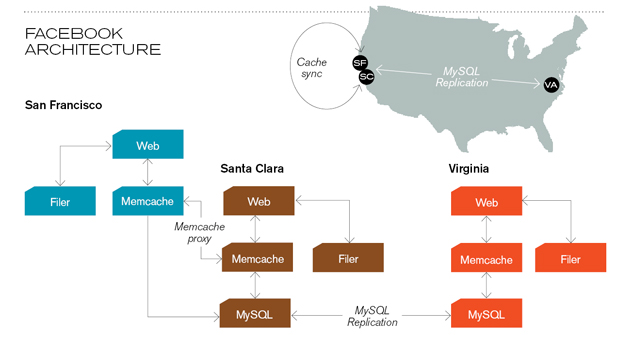 FACEBOOK
ARCHITECTURE
Cache
sync
SF
SC
MySQL
Replication
VA
San Francisco
Web
Filer
Memcache
Memcache
proxy
Santa Clara
Web
Memcache
Filer
MySQL
MySQL
Replication
Virginia
Web
Memcache
Filer
MySQL